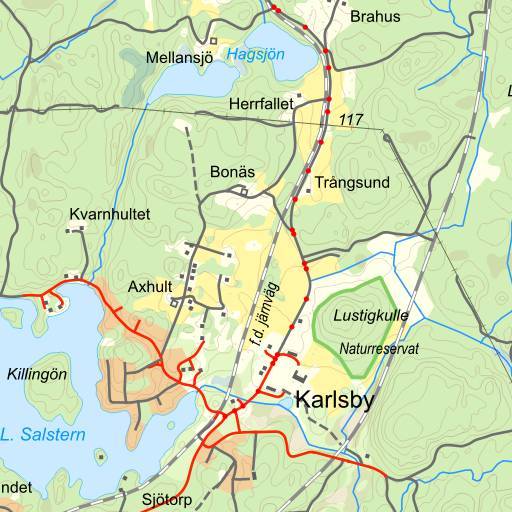 Brahus
Mellansjö
Hagsjön
Herrfallet
117
Bonäs
Trångsund
Kvarnhultet
Axhult
f.d. järnväg
Lustigkulle
Naturreservat
Killingön
Karlsby
L. Salstern
ndet
Sjötorp